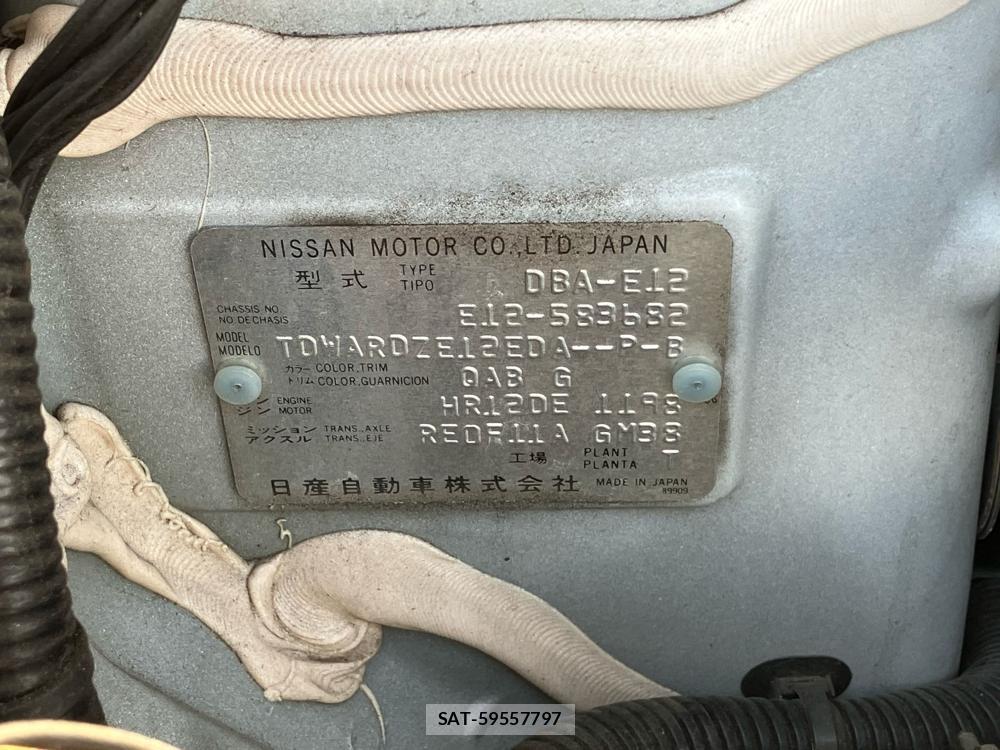 NISSAN MOTOR CO.,LTD. JAPAN
型式 TYPE TIPO DBA-E12
CHASSIS NO. NO. DE CHASIS E12-583682
MODEL MODELO TDWARDZE12EDA--P-B
カラー COLOR,TRIM
トリム COLOR,GUARNICION QAB G
ENGINE
ジン MOTOR HR12DE 1198
ミッション TRANS.,AXLE
アクスル TRANS.,EJE RE0F11A GM38
工場 PLANT PLANTA T
日産自動車株式会社 MADE IN JAPAN
89909
SAT-59557797